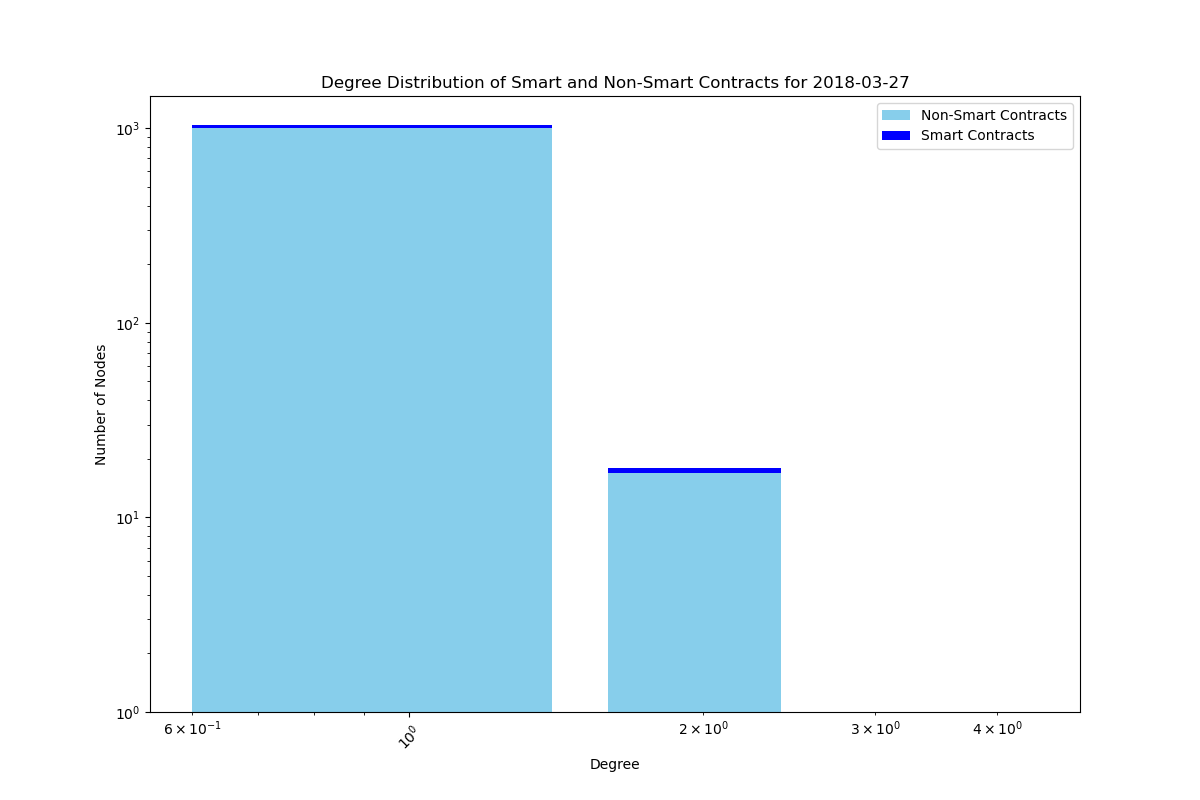 Degree Distribution of Smart and Non-Smart Contracts for 2018-03-27
Non-Smart Contracts
Smart Contracts
Number of Nodes
10³
10²
10¹
10⁰
6 × 10⁻¹
10⁰
2 × 10⁰
3 × 10⁰
4 × 10⁰
Degree